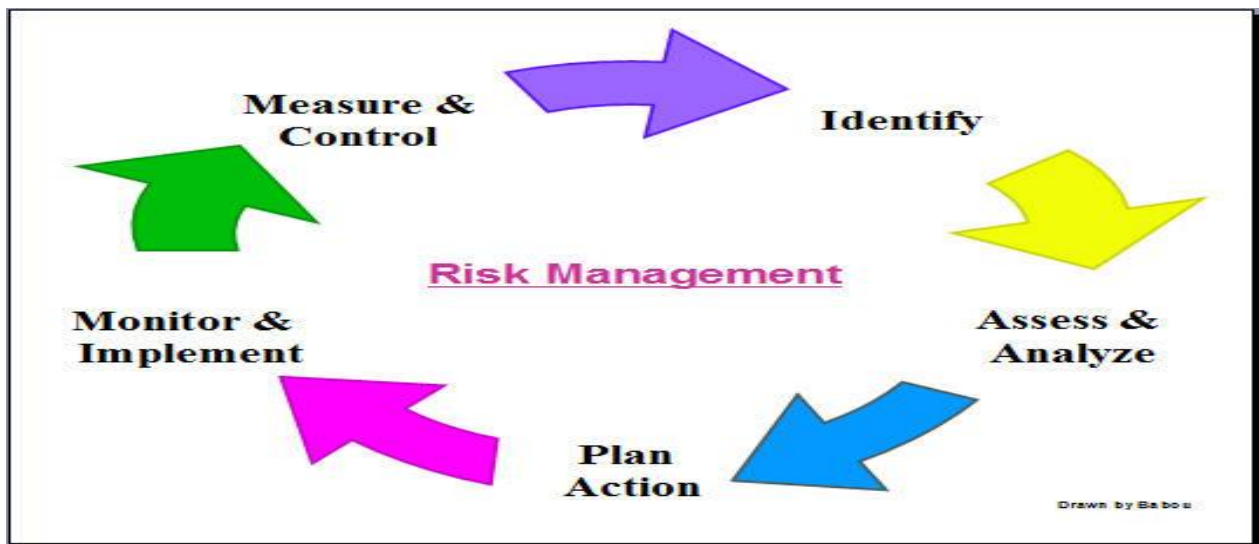 Measure &
Control
Identify
Risk Management
Monitor &
Implement
Assess &
Analyze
Plan
Action
Drawn by Babou